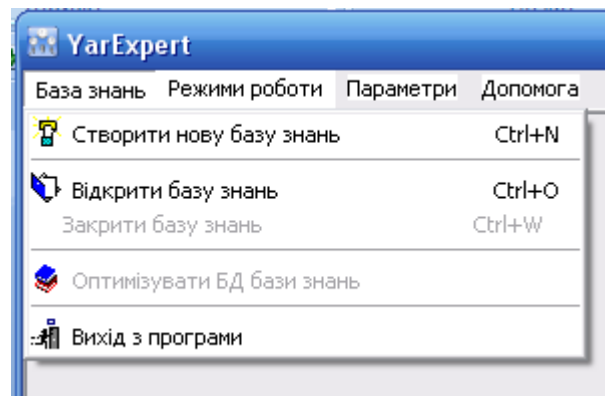 YarExpert
База знань Режими роботи Параметри Допомога
Створити нову базу знань Ctrl+N
Відкрити базу знань Ctrl+O
Закрити базу знань Ctrl+W
Оптимізувати БД бази знань
Вихід з програми